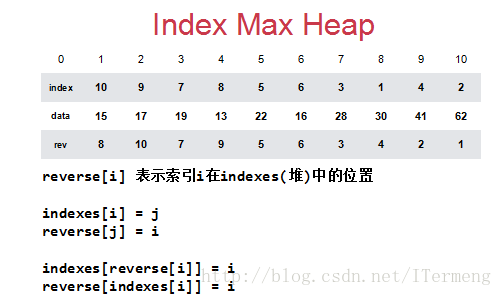 Index Max Heap
0 1 2 3 4 5 6 7 8 9 10
index 10 9 7 8 5 6 3 1 4 2
data 15 17 19 13 22 16 28 30 41 62
rev 8 10 7 9 5 6 3 4 2 1
reverse[i] 表示索引i在indexes(堆)中的位置
indexes[i] = j
reverse[j] = i
indexes[reverse[i]] = i
reverse[indexes[i]] = i
http://blog.csdn.net/ITermeng